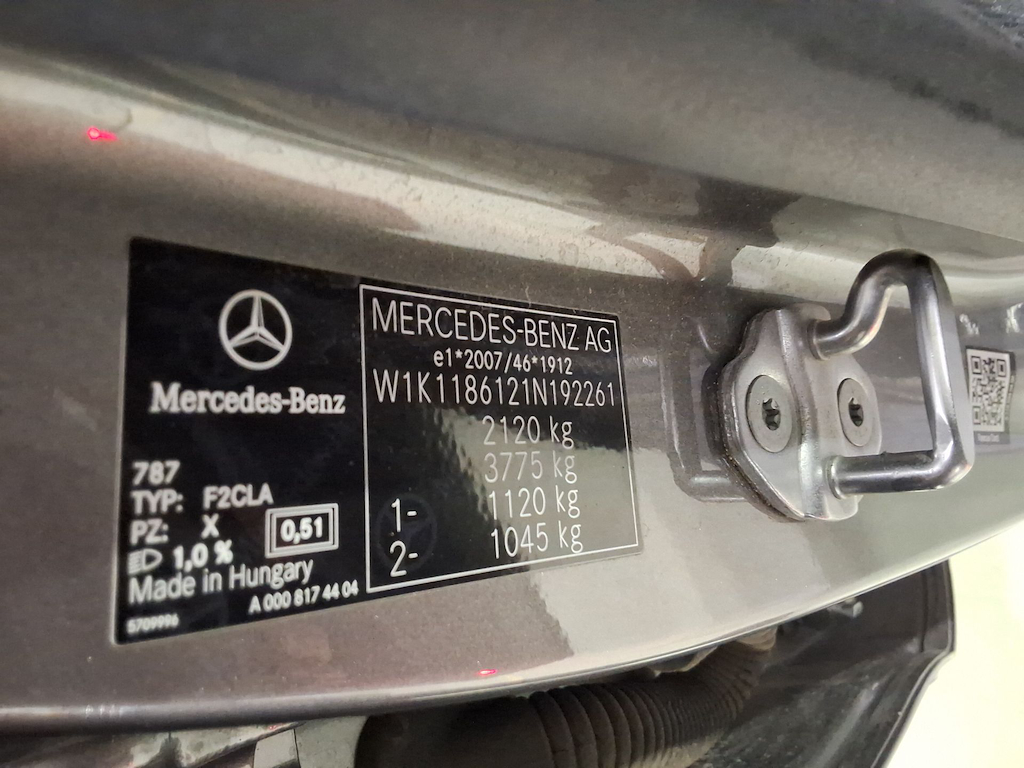 Mercedes-Benz
787
TYP: F2CLA
PZ: X
0,51
1,0 %
Made in Hungary
A 000 817 44 04
5709996
MERCEDES-BENZ AG
e1*2007/46*1912
W1K1186121N192261
2120 kg
3775 kg
1- 1120 kg
2- 1045 kg